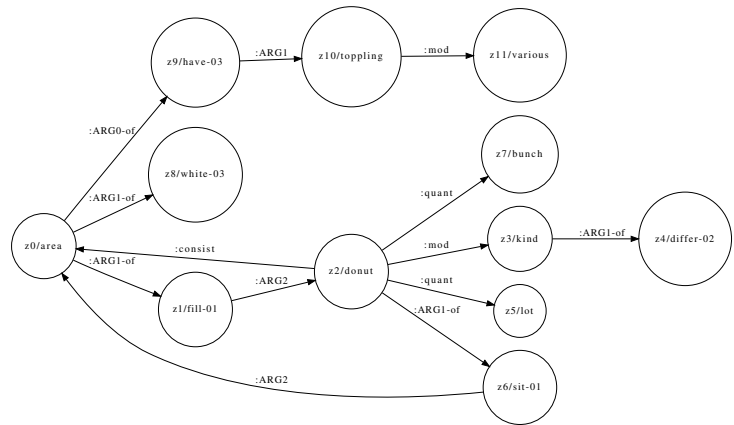 z9/have-03
:ARG1
z10/toppling
:mod
z11/various
:ARG0-of
z8/white-03
:ARG1-of
z7/bunch
:quant
z0/area
:consist
:ARG1-of
z1/fill-01
:ARG2
z2/donut
:mod
z3/kind
:ARG1-of
z4/differ-02
:quant
z5/lot
:ARG1-of
z6/sit-01
:ARG2